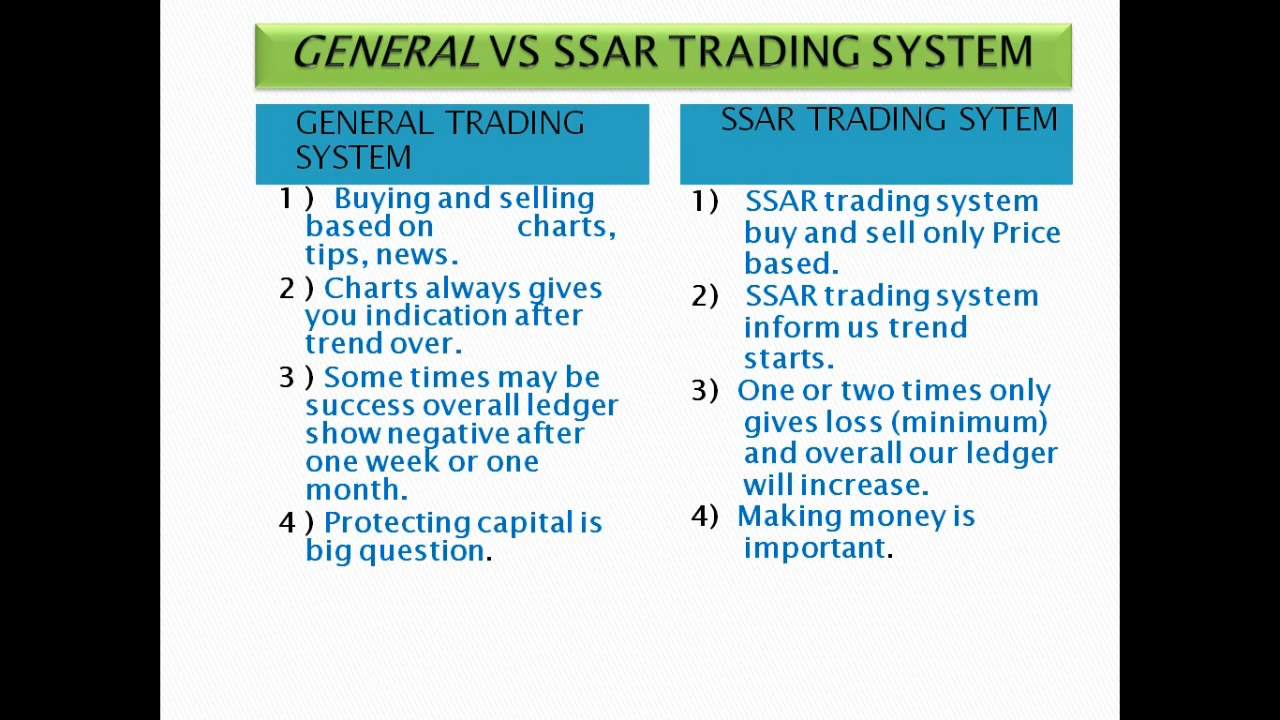 GENERAL VS SSAR TRADING SYSTEM
GENERAL TRADING
SYSTEM
1 ) Buying and selling
based on charts,
tips, news.
2 ) Charts always gives
you indication after
trend over.
3 ) Some times may be
success overall ledger
show negative after
one week or one
month.
4 ) Protecting capital is
big question.
SSAR TRADING SYTEM
1) SSAR trading system
buy and sell only Price
based.
2) SSAR trading system
inform us trend
starts.
3) One or two times only
gives loss (minimum)
and overall our ledger
will increase.
4) Making money is
important.